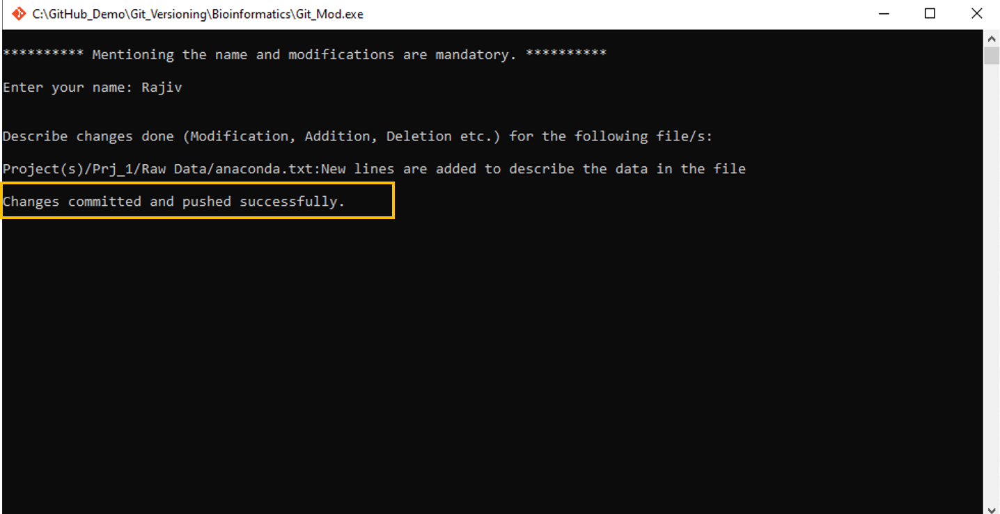 C:\GitHub_Demo\Git_Versioning\Bioinformatics\Git_Mod.exe
********** Mentioning the name and modifications are mandatory. **********
Enter your name: Rajiv
Describe changes done (Modification, Addition, Deletion etc.) for the following file/s:
Project(s)/Prj_1/Raw Data/anaconda.txt:New lines are added to describe the data in the file
Changes committed and pushed successfully.